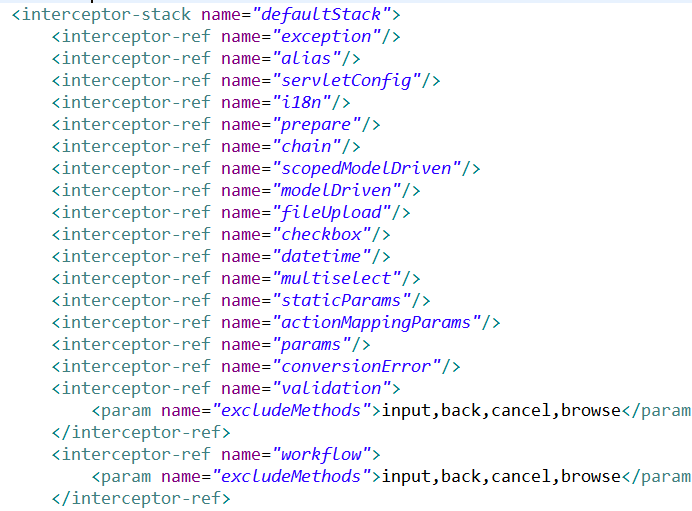 <interceptor-stack name="defaultStack">
<interceptor-ref name="exception"/>
<interceptor-ref name="alias"/>
<interceptor-ref name="servletConfig"/>
<interceptor-ref name="i18n"/>
<interceptor-ref name="prepare"/>
<interceptor-ref name="chain"/>
<interceptor-ref name="scopedModelDriven"/>
<interceptor-ref name="modelDriven"/>
<interceptor-ref name="fileUpload"/>
<interceptor-ref name="checkbox"/>
<interceptor-ref name="datetime"/>
<interceptor-ref name="multiselect"/>
<interceptor-ref name="staticParams"/>
<interceptor-ref name="actionMappingParams"/>
<interceptor-ref name="params"/>
<interceptor-ref name="conversionError"/>
<interceptor-ref name="validation">
<param name="excludeMethods">input,back,cancel,browse</param
</interceptor-ref>
<interceptor-ref name="workflow">
<param name="excludeMethods">input,back,cancel,browse</param
</interceptor-ref>